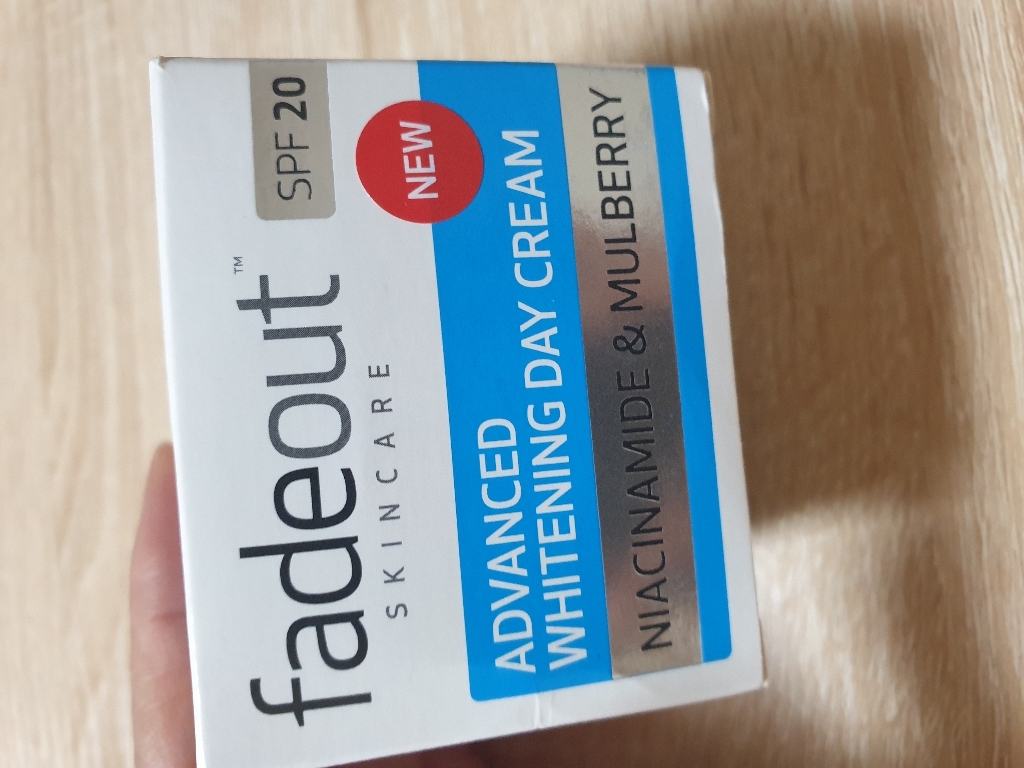 fadeout™
SPF 20
SKINCARE
NEW
ADVANCED
WHITENING DAY CREAM
NIACINAMIDE & MULBERRY